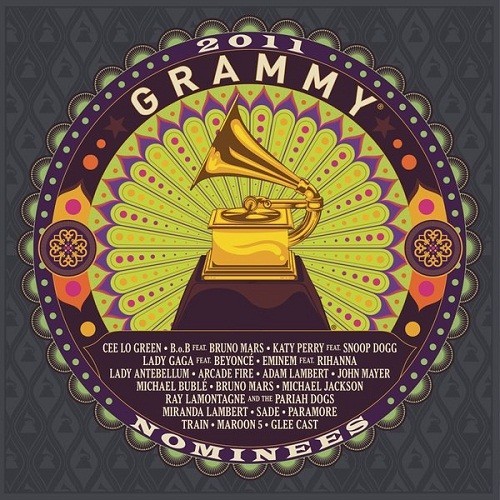 2011
GRAMMY®
CEE LO GREEN • B.o.B FEAT. BRUNO MARS • KATY PERRY FEAT. SNOOP DOGG
LADY GAGA FEAT. BEYONCÉ • EMINEM FEAT. RIHANNA
LADY ANTEBELLUM • ARCADE FIRE • ADAM LAMBERT • JOHN MAYER
MICHAEL BUBLÉ • BRUNO MARS • MICHAEL JACKSON
RAY LAMONTAGNE AND THE PARIAH DOGS
MIRANDA LAMBERT • SADE • PARAMORE
TRAIN • MAROON 5 • GLEE CAST
NOMINEES